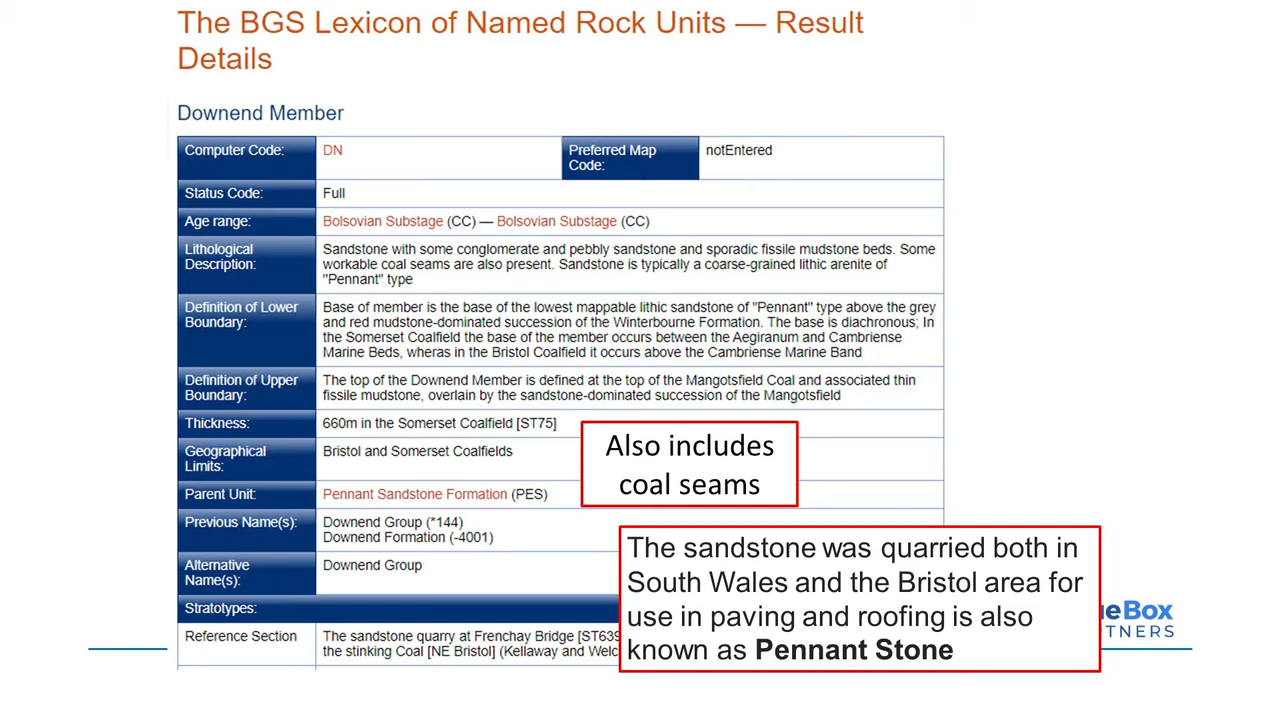 The BGS Lexicon of Named Rock Units — Result
Details
Downend Member
Computer Code:
DN
Preferred Map
Code:
notEntered
Status Code:
Full
Age range:
Bolsovian Substage (CC) — Bolsovian Substage (CC)
Lithological
Description:
Sandstone with some conglomerate and pebbly sandstone and sporadic fissile mudstone beds. Some
workable coal seams are also present. Sandstone is typically a coarse-grained lithic arenite of
"Pennant" type
Definition of Lower
Boundary:
Base of member is the base of the lowest mappable lithic sandstone of "Pennant" type above the grey
and red mudstone-dominated succession of the Winterbourne Formation. The base is diachronous; In
the Somerset Coalfield the base of the member occurs between the Aegiranum and Cambriense
Marine Beds, wheras in the Bristol Coalfield it occurs above the Cambriense Marine Band
Definition of Upper
Boundary:
The top of the Downend Member is defined at the top of the Mangotsfield Coal and associated thin
fissile mudstone, overlain by the sandstone-dominated succession of the Mangotsfield
Thickness:
660m in the Somerset Coalfield [ST75]
Geographical
Limits:
Bristol and Somerset Coalfields
Parent Unit:
Pennant Sandstone Formation (PES)
Previous Name(s):
Downend Group (*144)
Downend Formation (-4001)
Alternative
Name(s):
Downend Group
Stratotypes:
Reference Section
The sandstone quarry at Frenchay Bridge [ST639
the stinking Coal [NE Bristol] (Kellaway and Welc
Also includes
coal seams
The sandstone was quarried both in
South Wales and the Bristol area for
use in paving and roofing is also
known as Pennant Stone
eBox
TNERS